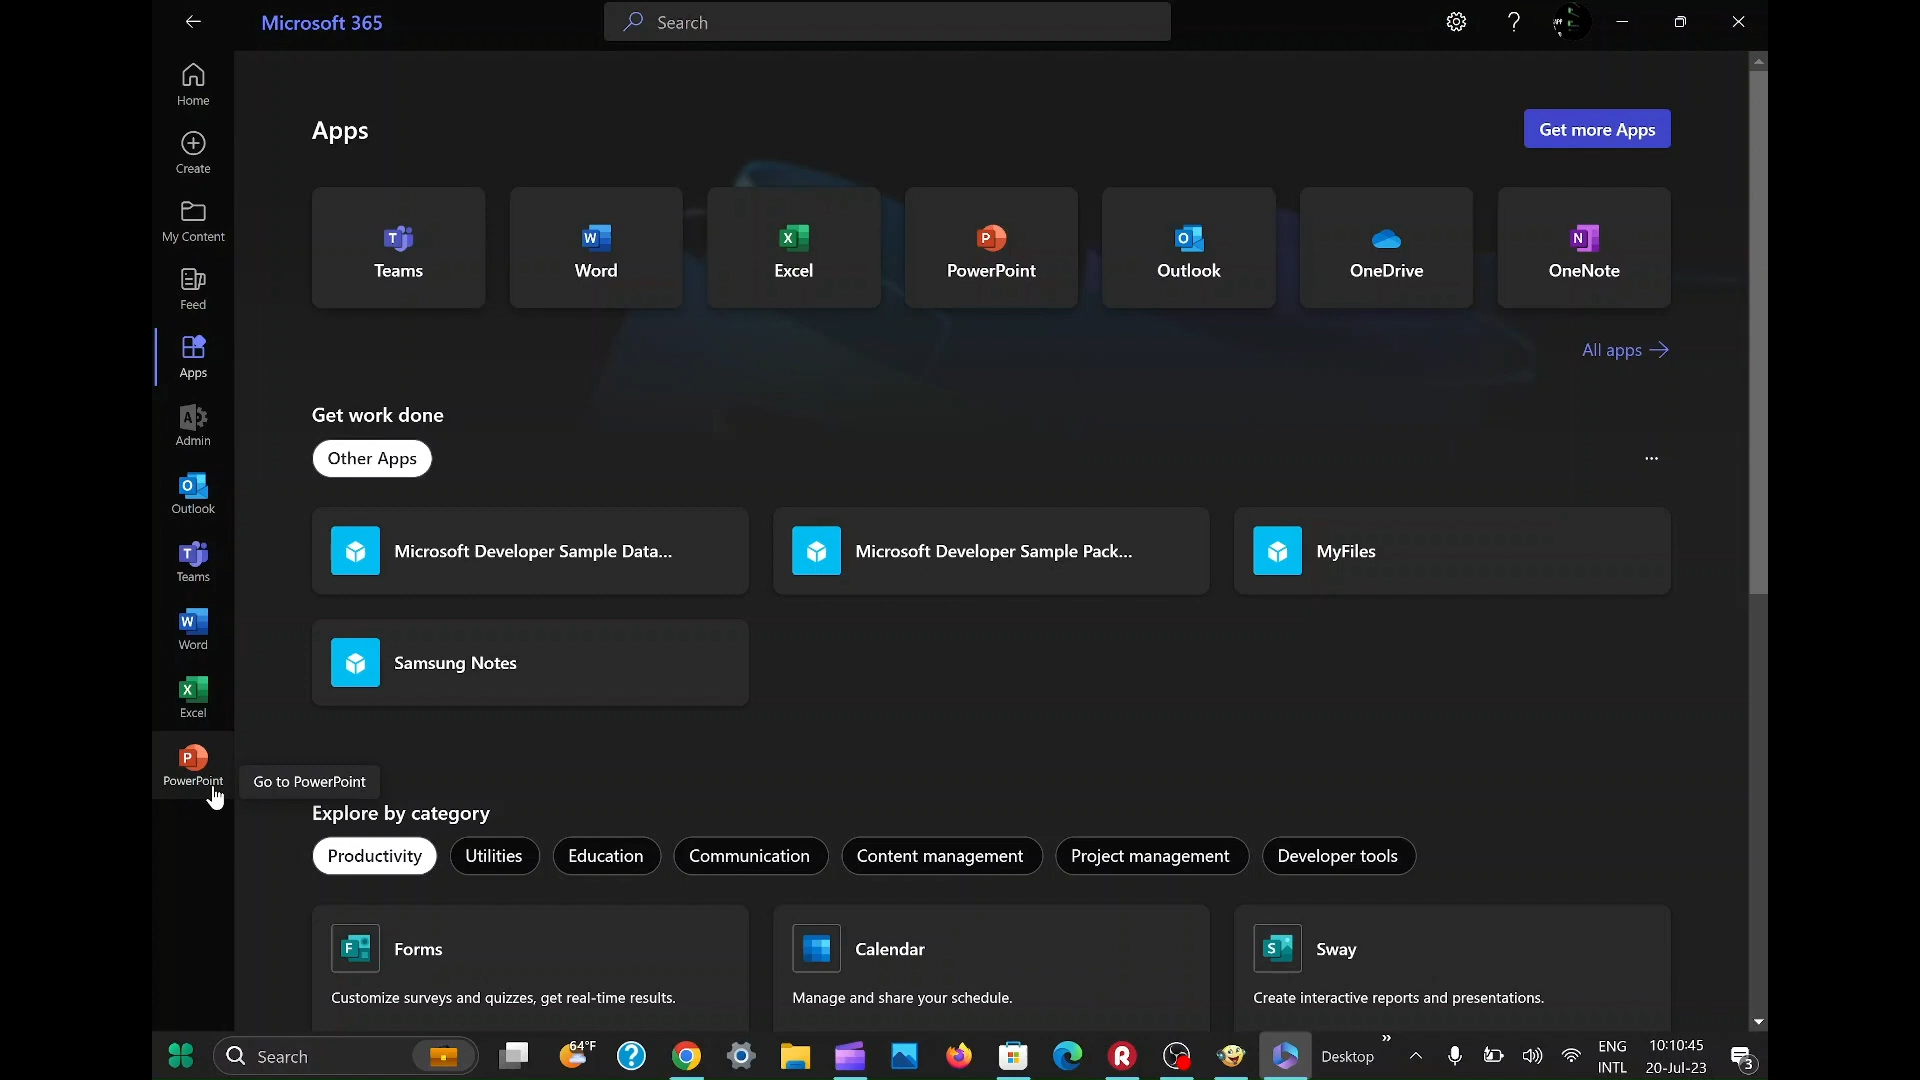 Microsoft 365
Search
Home
Create
My Content
Feed
Apps
Admin
Outlook
Teams
Word
Excel
PowerPoint
Go to PowerPoint
Apps
Get more Apps
Teams
Word
Excel
PowerPoint
Outlook
OneDrive
OneNote
All apps
Get work done
Other Apps
...
Microsoft Developer Sample Data...
Microsoft Developer Sample Pack...
MyFiles
Samsung Notes
Explore by category
Productivity
Utilities
Education
Communication
Content management
Project management
Developer tools
Forms
Customize surveys and quizzes, get real-time results.
Calendar
Manage and share your schedule.
Sway
Create interactive reports and presentations.
Search
64°F
Desktop
ENG
INTL
10:10:45
20-Jul-23
3